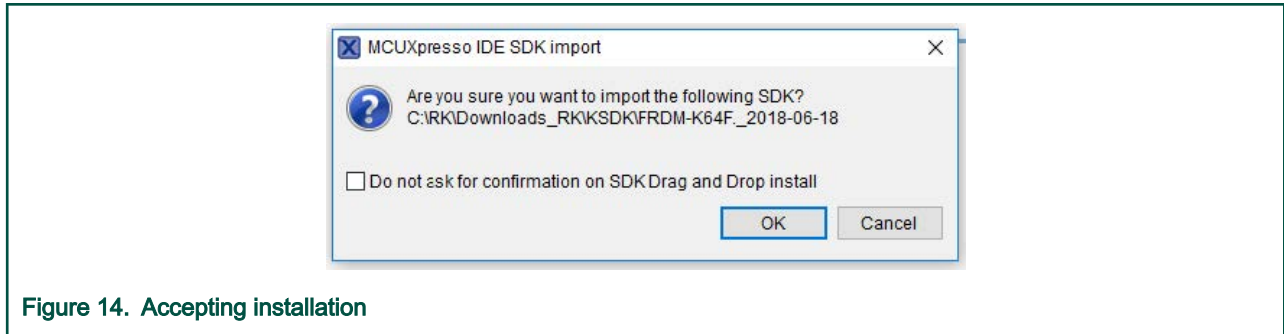 MCUXpresso IDE SDK import
Are you sure you want to import the following SDK?
C:\RK\Downloads_RK\KSDK\FRDM-K64F._2018-06-18
Do not ask for confirmation on SDK Drag and Drop install
OK Cancel
Figure 14. Accepting installation